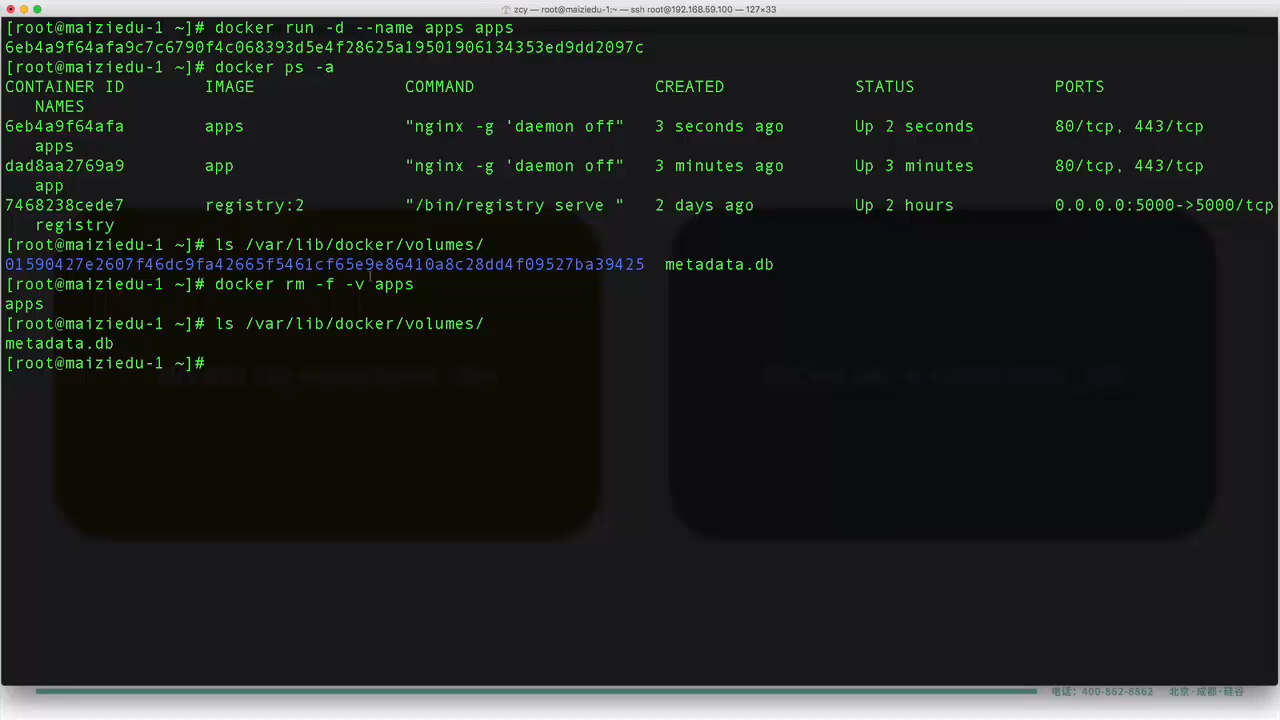 zcy — root@maiziedu-1:~ — ssh root@192.168.59.100 — 127×33
[root@maiziedu-1 ~]# docker run -d --name apps apps
6eb4a9f64afa9c7c6790f4c068393d5e4f28625a19501906134353ed9dd2097c
[root@maiziedu-1 ~]# docker ps -a
CONTAINER ID        IMAGE               COMMAND                  CREATED             STATUS              PORTS
   NAMES
6eb4a9f64afa        apps                "nginx -g 'daemon off"   3 seconds ago       Up 2 seconds        80/tcp, 443/tcp
   apps
dad8aa2769a9        app                 "nginx -g 'daemon off"   3 minutes ago       Up 3 minutes        80/tcp, 443/tcp
   app
7468238cede7        registry:2          "/bin/registry serve "   2 days ago          Up 2 hours          0.0.0.0:5000->5000/tcp
   registry
[root@maiziedu-1 ~]# ls /var/lib/docker/volumes/
01590427e2607f46dc9fa42665f5461cf65e9e86410a8c28dd4f09527ba39425  metadata.db
[root@maiziedu-1 ~]# docker rm -f -v apps
apps
[root@maiziedu-1 ~]# ls /var/lib/docker/volumes/
metadata.db
[root@maiziedu-1 ~]#
电话：400-862-8862 北京·成都·硅谷